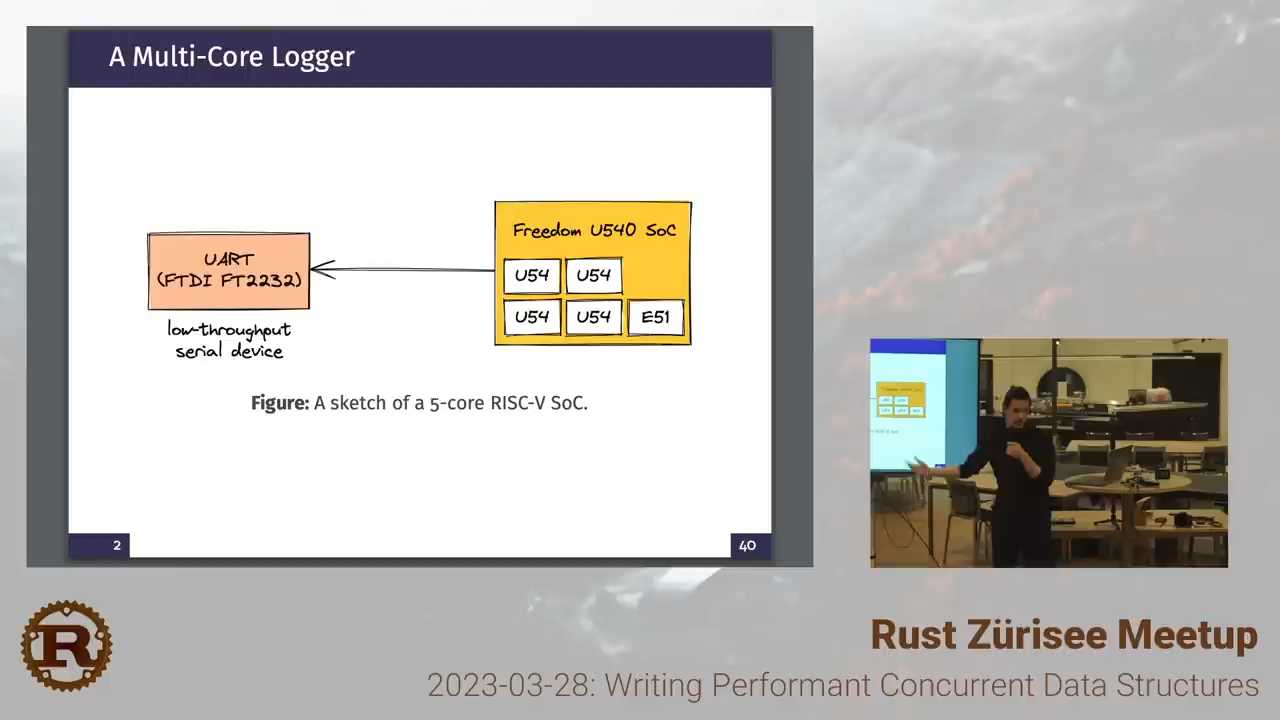 A Multi-Core Logger
UART
(FTDI FT2232)
low-throughput
serial device
Freedom U540 SoC
U54 U54
U54 U54 E51
Figure: A sketch of a 5-core RISC-V SoC.
2
40
R
Rust Zürisee Meetup
2023-03-28: Writing Performant Concurrent Data Structures